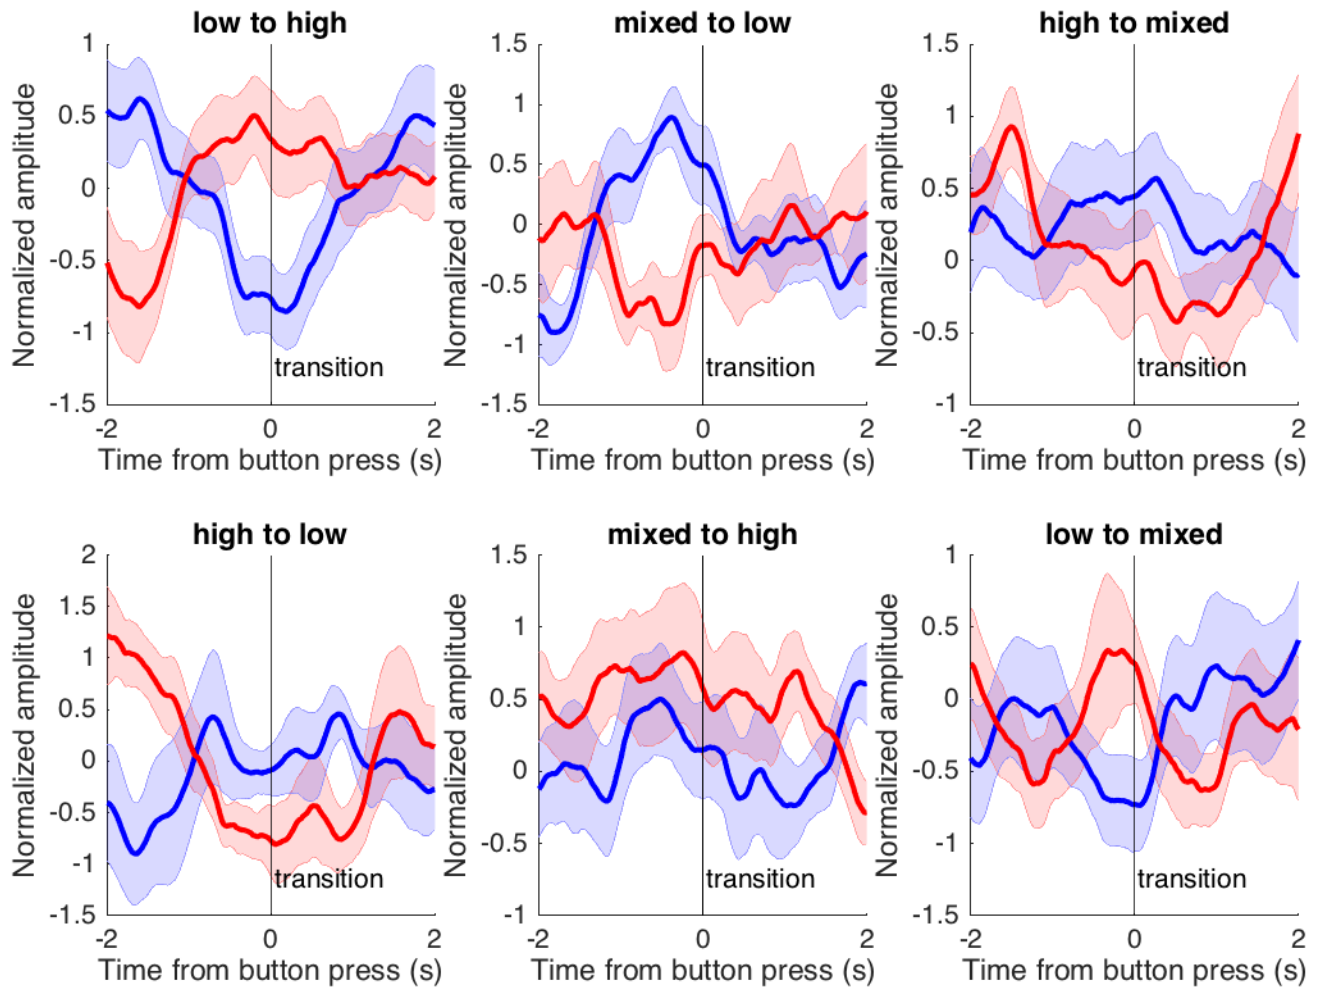 low to high
mixed to low
high to mixed
1
0.5
0
-0.5
-1
-1.5
Normalized amplitude
transition
-2
0
2
Time from button press (s)
1.5
1
0.5
0
-0.5
-1
-1.5
Normalized amplitude
transition
-2
0
2
Time from button press (s)
1.5
1
0.5
0
-0.5
-1
Normalized amplitude
transition
-2
0
2
Time from button press (s)
high to low
mixed to high
low to mixed
2
1.5
1
0.5
0
-0.5
-1
-1.5
Normalized amplitude
transition
-2
0
2
Time from button press (s)
1.5
1
0.5
0
-0.5
-1
Normalized amplitude
transition
-2
0
2
Time from button press (s)
1
0.5
0
-0.5
-1
-1.5
Normalized amplitude
transition
-2
0
2
Time from button press (s)